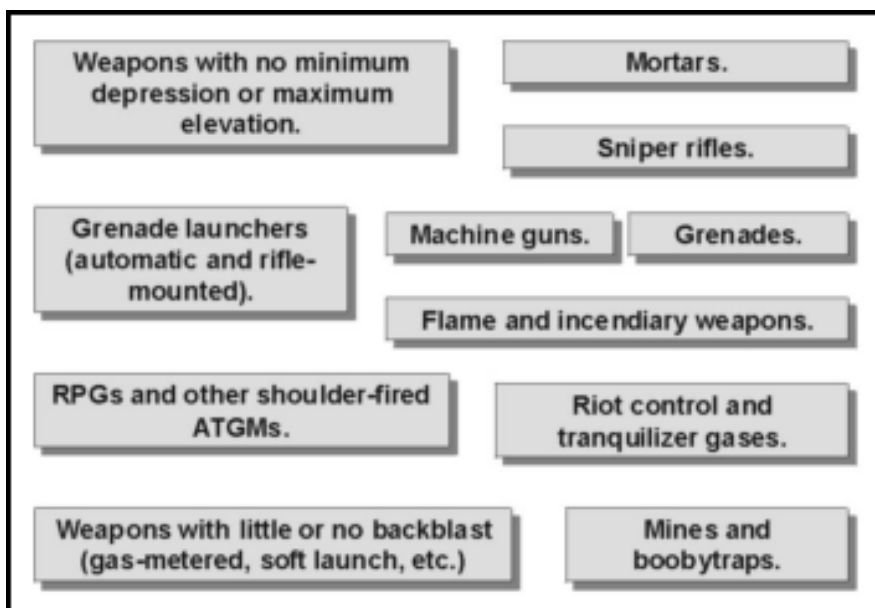 Weapons with no minimum
depression or maximum
elevation.
Mortars.
Sniper rifles.
Grenade launchers
(automatic and rifle-
mounted).
Machine guns.
Grenades.
Flame and incendiary weapons.
RPGs and other shoulder-fired
ATGMs.
Riot control and
tranquilizer gases.
Weapons with little or no backblast
(gas-metered, soft launch, etc.)
Mines and
boobytraps.